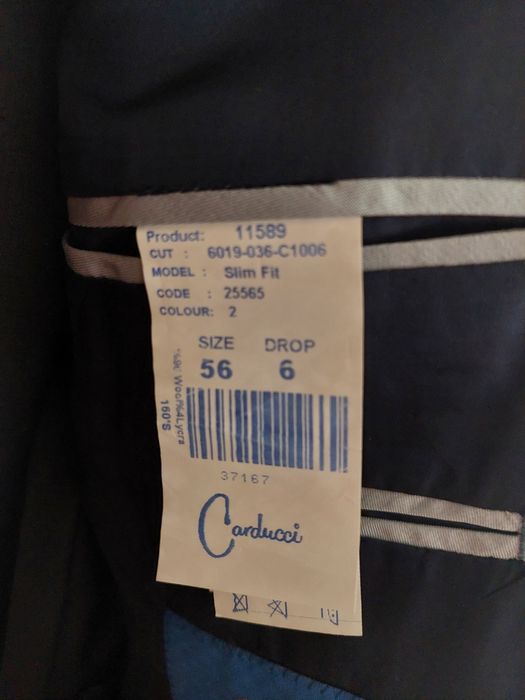 Product: 11589
CUT : 6019-036-C1006
MODEL : Slim Fit
CODE : 25565
COLOUR: 2
SIZE DROP
56 6
150'S
37167
Carducci